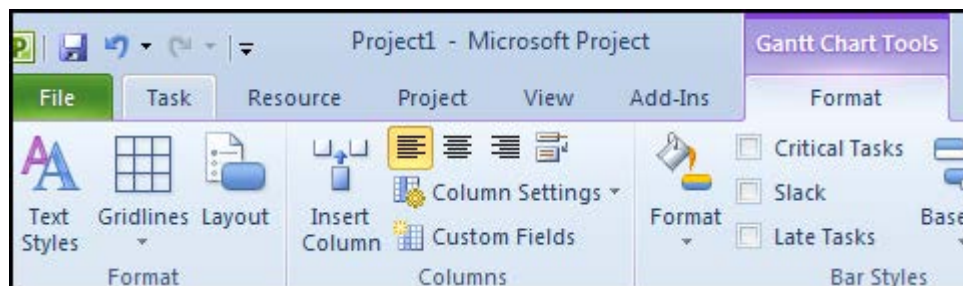 Project1 - Microsoft Project
Gantt Chart Tools
File Task Resource Project View Add-Ins Format
Text Styles
Gridlines
Layout
Format
Insert Column
Column Settings
Custom Fields
Columns
Format
Critical Tasks
Slack
Late Tasks
Base
Bar Styles